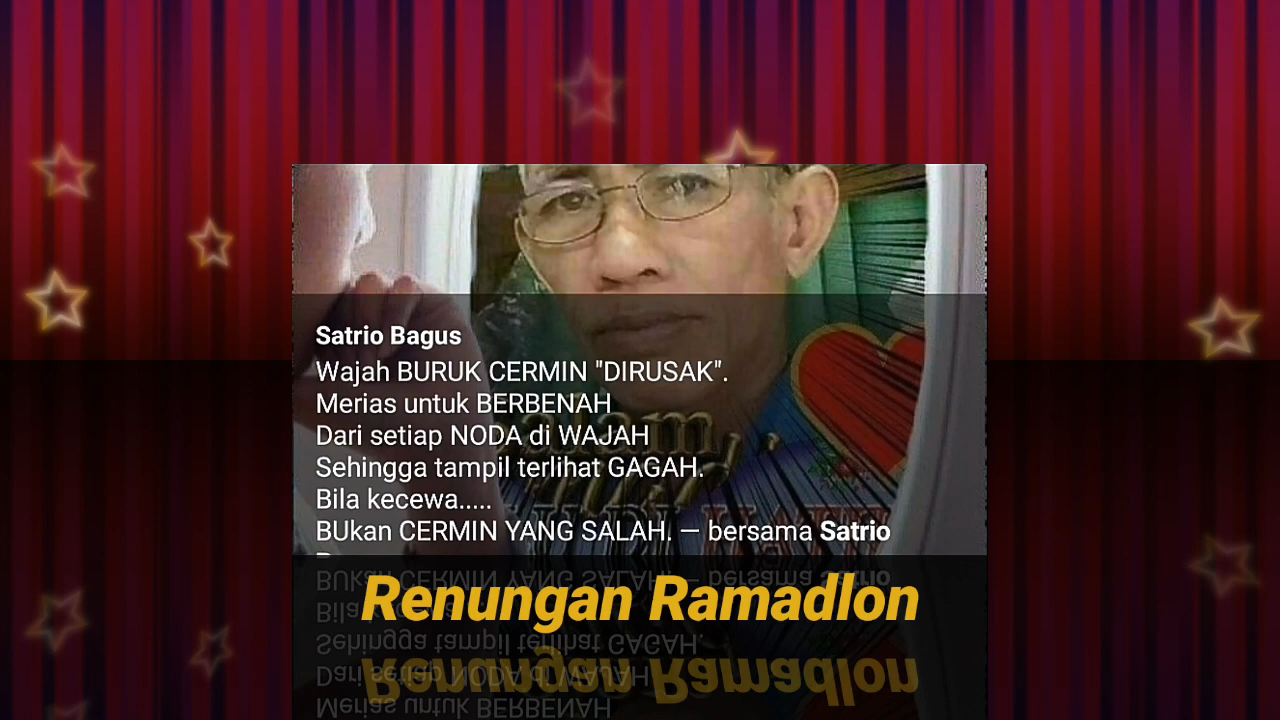 Satrio Bagus
Wajah BURUK CERMIN "DIRUSAK".
Merias untuk BERBENAH
Dari setiap NODA di WAJAH
Sehingga tampil terlihat GAGAH.
Bila kecewa.....
BUkan CERMIN YANG SALAH. — bersama Satrio
Renungan Ramadlon